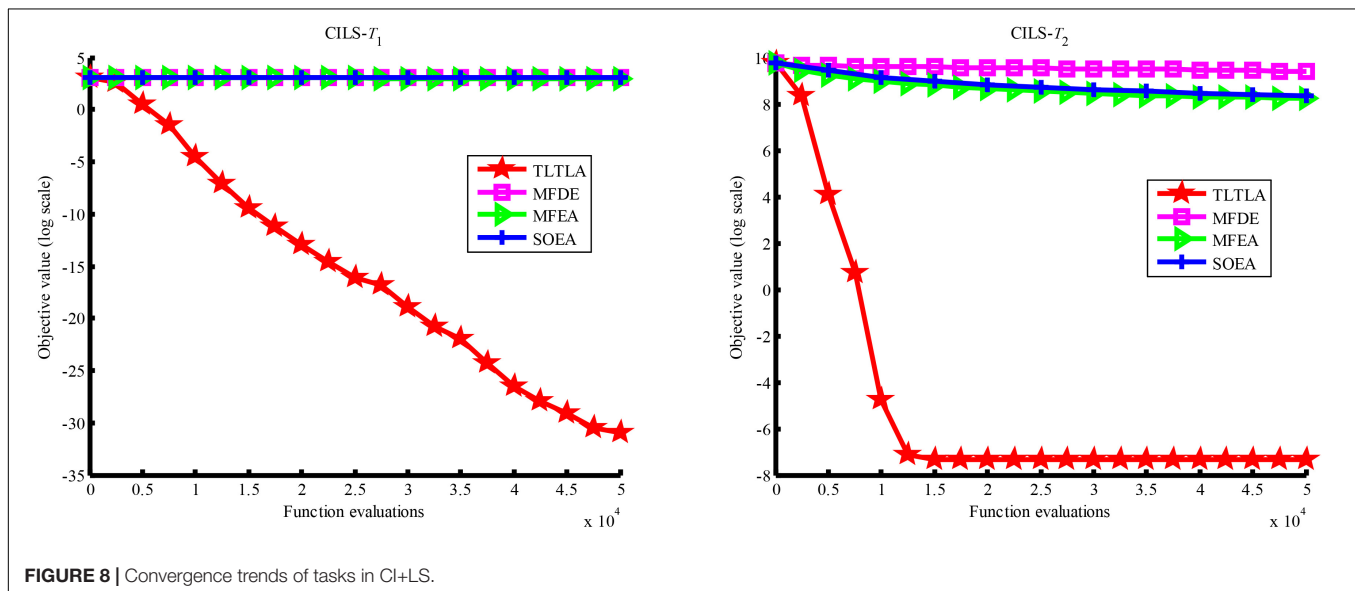 CILS-T1
5
0
-5
-10
-15
-20
-25
-30
-35
Objective value (log scale)
TLTLA
MFDE
MFEA
SOEA
0 0.5 1 1.5 2 2.5 3 3.5 4 4.5 5
Function evaluations
x 10^4
CILS-T2
10
8
6
4
2
0
-2
-4
-6
-8
Objective value (log scale)
TLTLA
MFDE
MFEA
SOEA
0 0.5 1 1.5 2 2.5 3 3.5 4 4.5 5
Function evaluations
x 10^4
FIGURE 8 | Convergence trends of tasks in CI+LS.